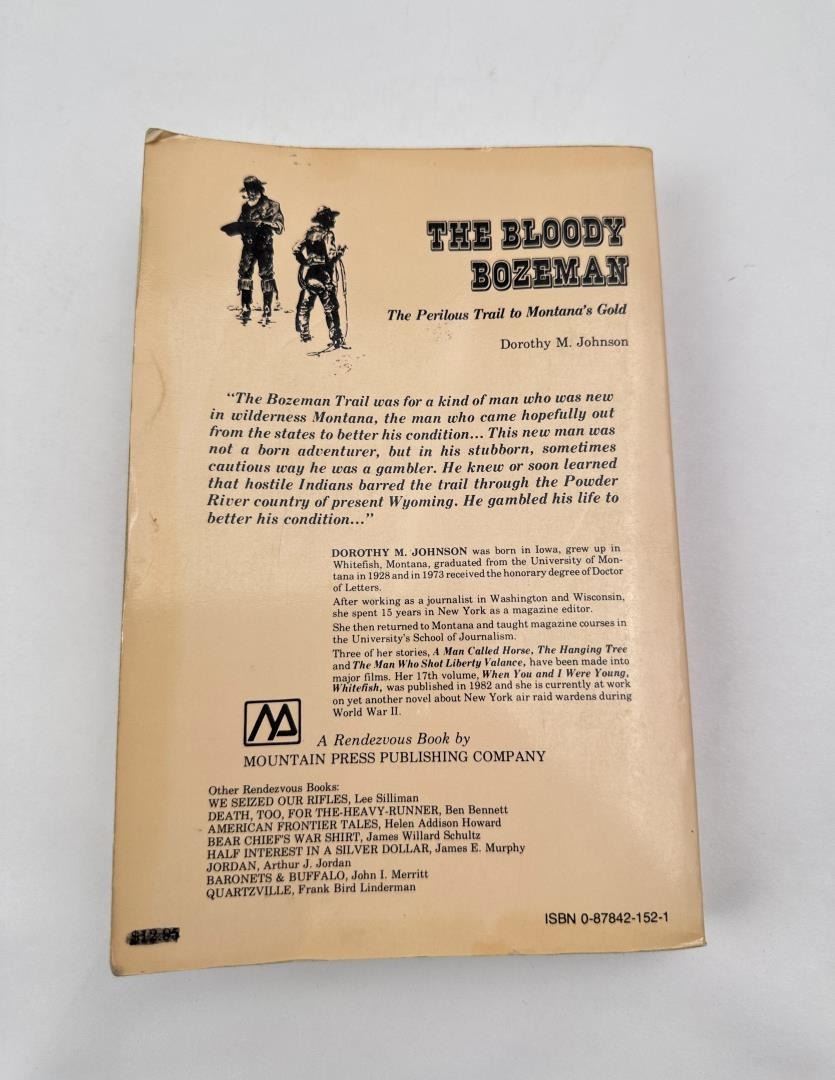 THE BLOODY
BOZEMAN
The Perilous Trail to Montana's Gold
Dorothy M. Johnson
"The Bozeman Trail was for a kind of man who was new
in wilderness Montana, the man who came hopefully out
from the states to better his condition... This new man was
not a born adventurer, but in his stubborn, sometimes
cautious way he was a gambler. He knew or soon learned
that hostile Indians barred the trail through the Powder
River country of present Wyoming. He gambled his life to
better his condition..."
DOROTHY M. JOHNSON was born in Iowa, grew up in
Whitefish, Montana, graduated from the University of Mon-
tana in 1928 and in 1973 received the honorary degree of Doctor
of Letters.
After working as a journalist in Washington and Wisconsin,
she spent 15 years in New York as a magazine editor.
She then returned to Montana and taught magazine courses in
the University's School of Journalism.
Three of her stories, A Man Called Horse, The Hanging Tree
and The Man Who Shot Liberty Valance, have been made into
major films. Her 17th volume, When You and I Were Young,
Whitefish, was published in 1982 and she is currently at work
on yet another novel about New York air raid wardens during
World War II.
A Rendezvous Book by
MOUNTAIN PRESS PUBLISHING COMPANY
Other Rendezvous Books:
WE SEIZED OUR RIFLES, Lee Silliman
DEATH, TOO, FOR THE-HEAVY-RUNNER, Ben Bennett
AMERICAN FRONTIER TALES, Helen Addison Howard
BEAR CHIEF'S WAR SHIRT, James Willard Schultz
HALF INTEREST IN A SILVER DOLLAR, James E. Murphy
JORDAN, Arthur J. Jordan
BARONETS & BUFFALO, John I. Merritt
QUARTZVILLE, Frank Bird Linderman
$12.95
ISBN 0-87842-152-1